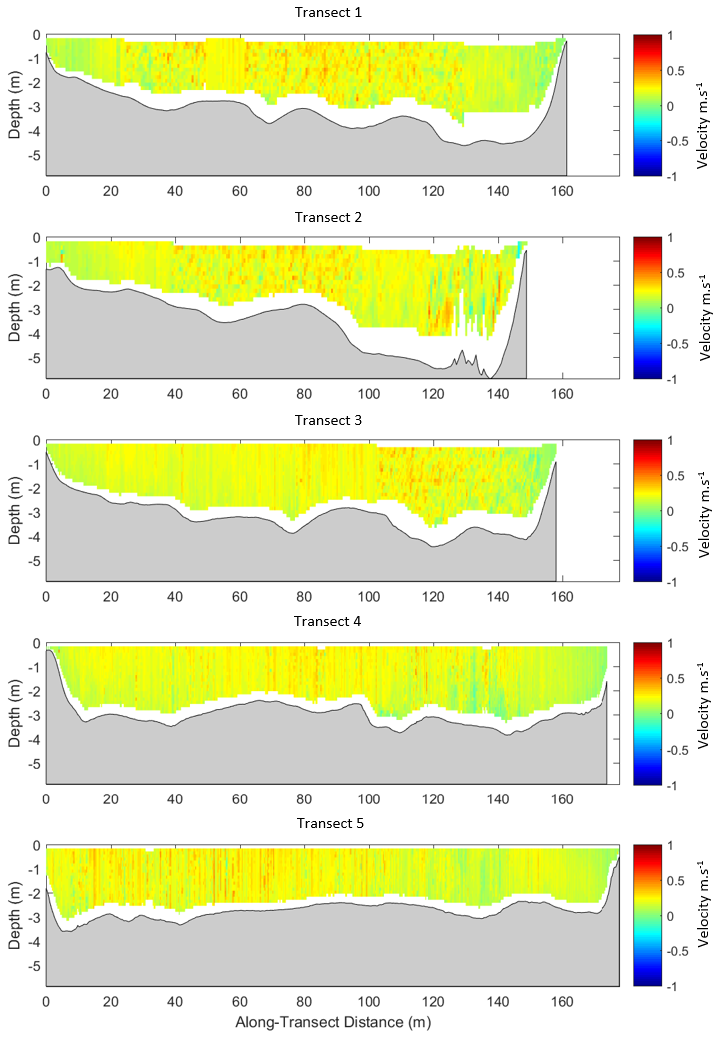 Transect 1
0
-1
-2
-3
-4
-5
Depth (m)
0 20 40 60 80 100 120 140 160
1
0.5
0
-0.5
-1
Velocity m.s⁻¹
Transect 2
0
-1
-2
-3
-4
-5
Depth (m)
0 20 40 60 80 100 120 140 160
1
0.5
0
-0.5
-1
Velocity m.s⁻¹
Transect 3
0
-1
-2
-3
-4
-5
Depth (m)
0 20 40 60 80 100 120 140 160
1
0.5
0
-0.5
-1
Velocity m.s⁻¹
Transect 4
0
-1
-2
-3
-4
-5
Depth (m)
0 20 40 60 80 100 120 140 160
1
0.5
0
-0.5
-1
Velocity m.s⁻¹
Transect 5
0
-1
-2
-3
-4
-5
Depth (m)
0 20 40 60 80 100 120 140 160
Along-Transect Distance (m)
1
0.5
0
-0.5
-1
Velocity m.s⁻¹